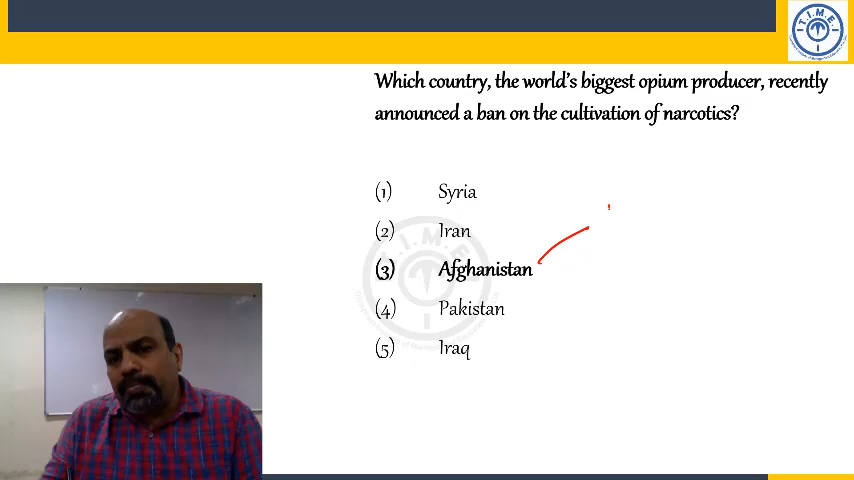 T.I.M.E.
Which country, the world's biggest opium producer, recently
announced a ban on the cultivation of narcotics?
(1) Syria
(2) Iran
(3) Afghanistan
(4) Pakistan
(5) Iraq